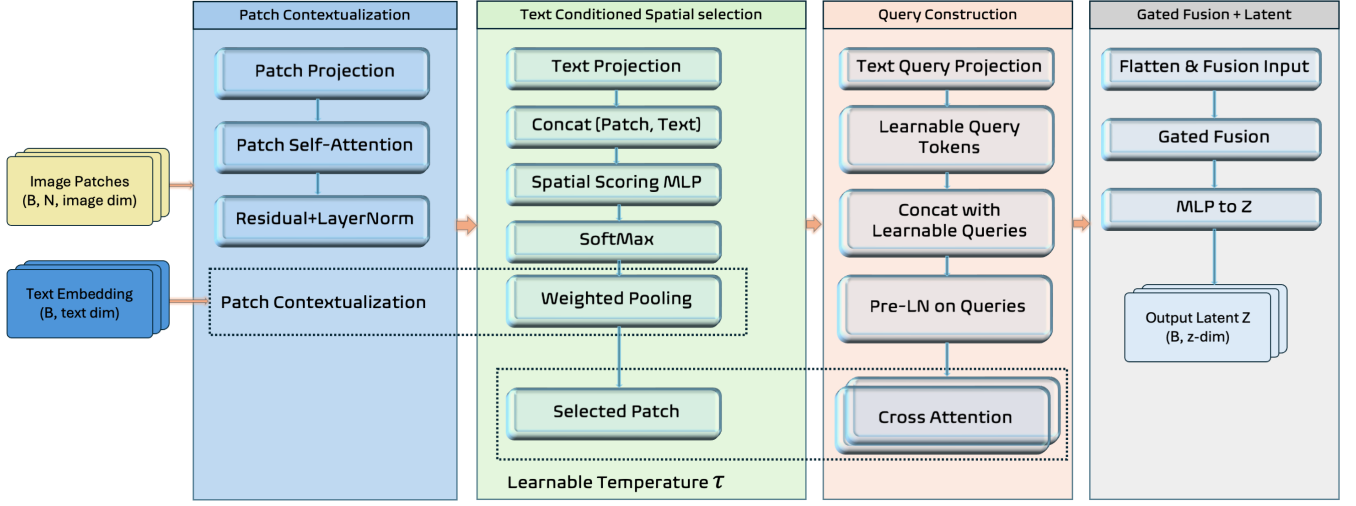 Patch Contextualization
Text Conditioned Spatial selection
Query Construction
Gated Fusion + Latent
Image Patches
(B, N, image dim)
Text Embedding
(B, text dim)
Patch Projection
Patch Self-Attention
Residual+LayerNorm
Patch Contextualization
Text Projection
Concat (Patch, Text)
Spatial Scoring MLP
SoftMax
Weighted Pooling
Selected Patch
Learnable Temperature τ
Text Query Projection
Learnable Query
Tokens
Concat with
Learnable Queries
Pre-LN on Queries
Cross Attention
Flatten & Fusion Input
Gated Fusion
MLP to Z
Output Latent Z
(B, z-dim)